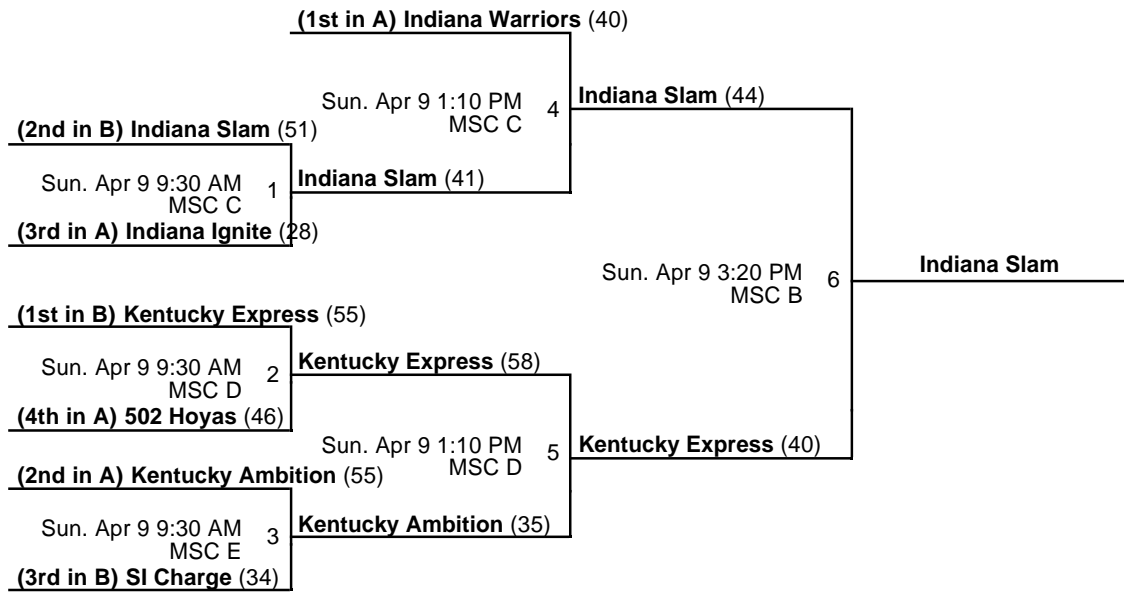 (1st in A) Indiana Warriors (40)
Sun. Apr 9 1:10 PM
MSC C
4
Indiana Slam (44)
(2nd in B) Indiana Slam (51)
Sun. Apr 9 9:30 AM
MSC C
1
Indiana Slam (41)
(3rd in A) Indiana Ignite (28)
Sun. Apr 9 3:20 PM
MSC B
6
Indiana Slam
(1st in B) Kentucky Express (55)
Sun. Apr 9 9:30 AM
MSC D
2
Kentucky Express (58)
(4th in A) 502 Hoyas (46)
Sun. Apr 9 1:10 PM
MSC D
5
Kentucky Express (40)
(2nd in A) Kentucky Ambition (55)
Sun. Apr 9 9:30 AM
MSC E
3
Kentucky Ambition (35)
(3rd in B) SI Charge (34)